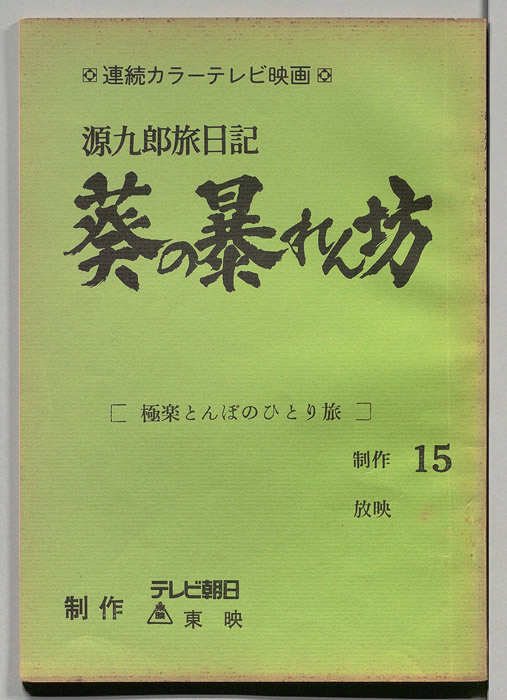 連続カラーテレビ映画
源九郎旅日記
葵の暴れん坊
［ 極楽とんぼのひとり旅 ］
制作 15
放映
制作 テレビ朝日
東映 東映